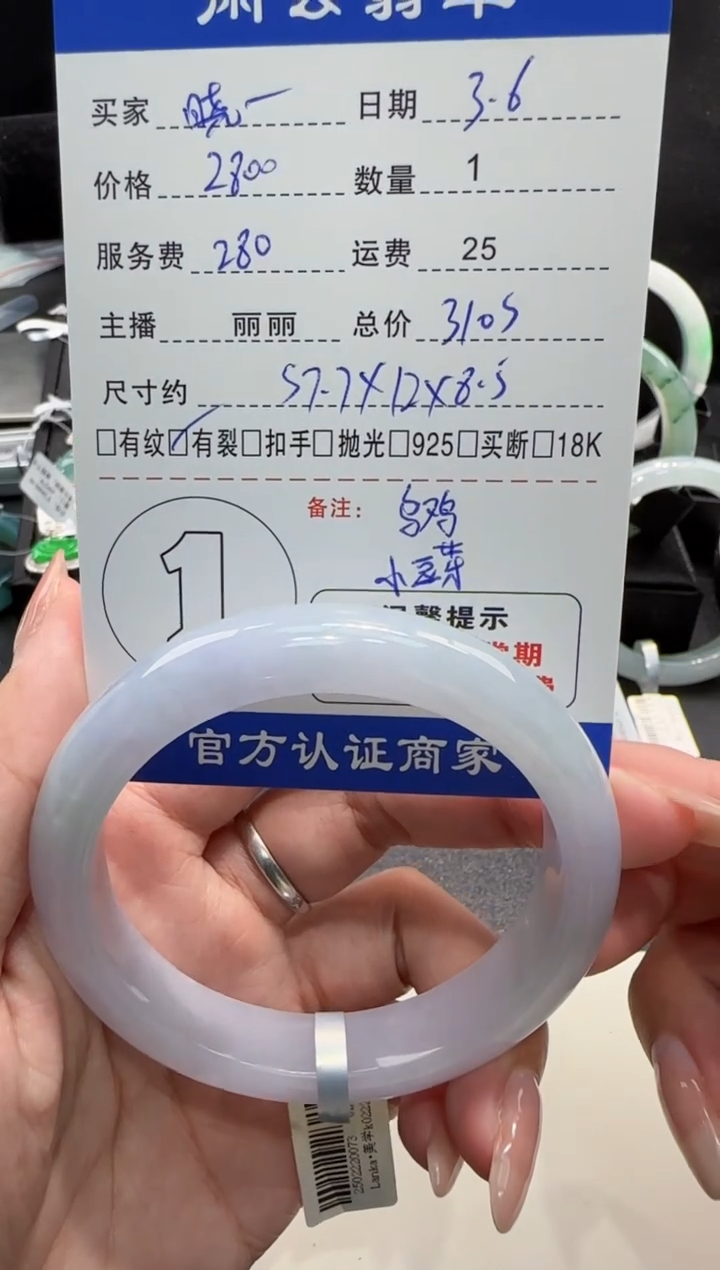 买家 晓一 日期 3.6
价格 2800 数量 1
服务费 280 运费 25
主播 丽丽 总价 3105
尺寸约 57.7X12X8.5
□有纹□有裂□扣手□抛光□925□买断□18K
备注: 乌鸡
小豆芽
1
温馨提示
期
官方认证商家
2502220073